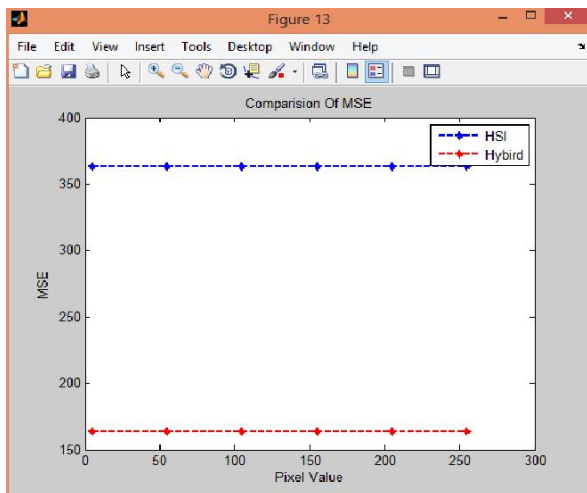 Figure 13
File Edit View Insert Tools Desktop Window Help
Comparision Of MSE
400
350
300
250
200
150
MSE
HSI
Hybird
0 50 100 150 200 250 300
Pixel Value